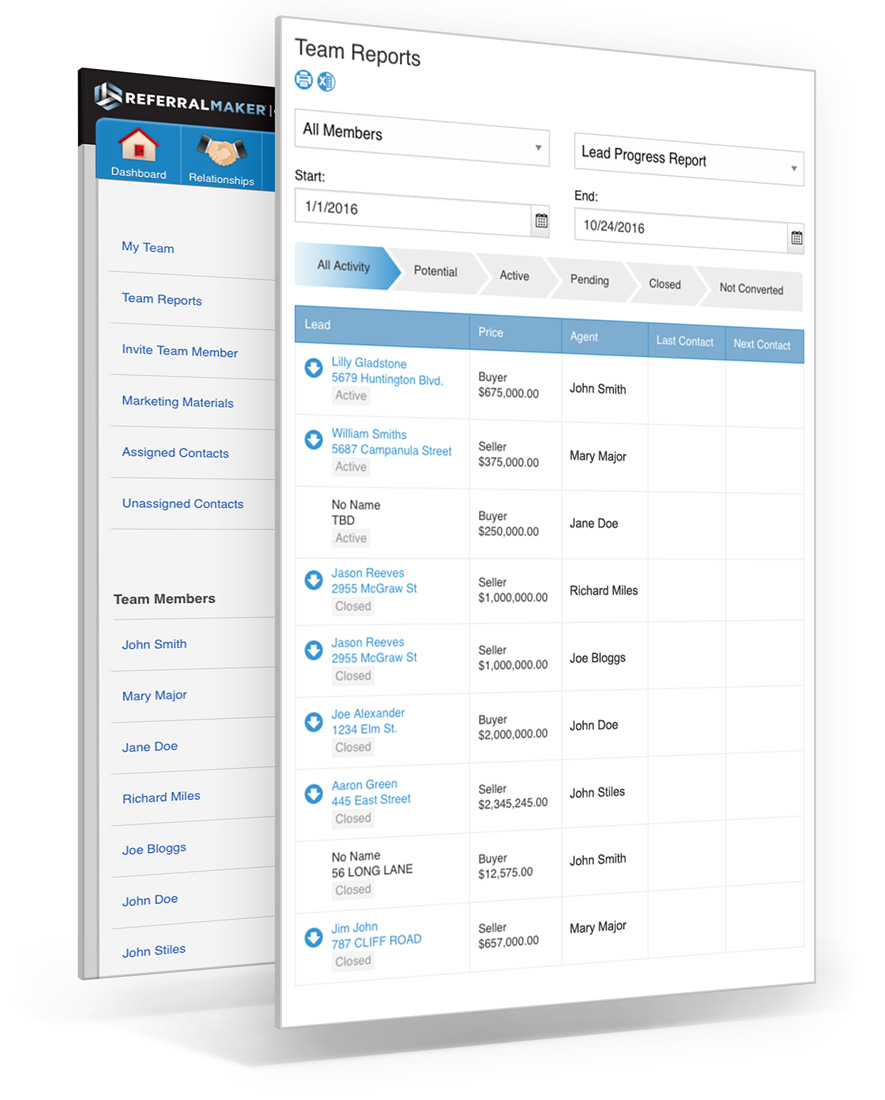 REFERRALMAKER
Dashboard
Relationships
My Team
Team Reports
Invite Team Member
Marketing Materials
Assigned Contacts
Unassigned Contacts
Team Members
John Smith
Mary Major
Jane Doe
Richard Miles
Joe Bloggs
John Doe
John Stiles
Team Reports
All Members
Lead Progress Report
Start:
End:
1/1/2016
10/24/2016
All Activity
Potential
Active
Pending
Closed
Not Converted
Lead
Price
Agent
Last Contact
Next Contact
Lilly Gladstone
5679 Huntington Blvd.
Active
Buyer
$675,000.00
John Smith
William Smiths
5687 Campanula Street
Active
Seller
$375,000.00
Mary Major
No Name
TBD
Active
Buyer
$250,000.00
Jane Doe
Jason Reeves
2955 McGraw St
Closed
Seller
$1,000,000.00
Richard Miles
Jason Reeves
2955 McGraw St
Closed
Seller
$1,000,000.00
Joe Bloggs
Joe Alexander
1234 Elm St.
Closed
Buyer
$2,000,000.00
John Doe
Aaron Green
445 East Street
Closed
Seller
$2,345,245.00
John Stiles
No Name
56 LONG LANE
Closed
Buyer
$12,575.00
John Smith
Jim John
787 CLIFF ROAD
Closed
Seller
$657,000.00
Mary Major